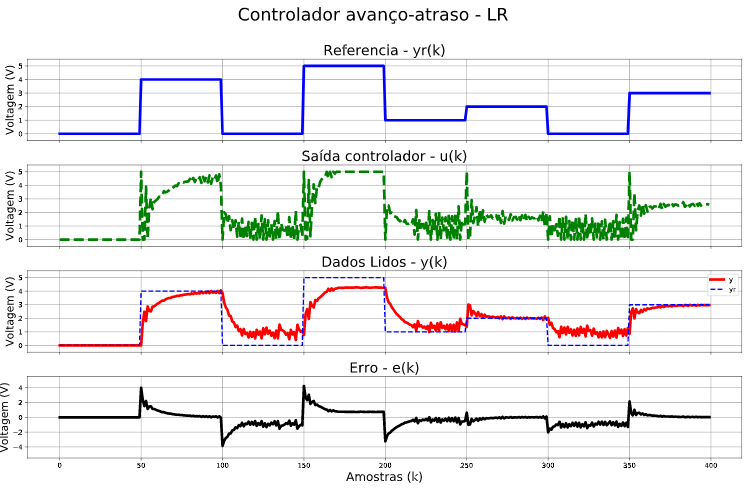 Controlador avanço-atraso - LR
Referencia - yr(k)
Voltagem (V)
5
4
3
2
1
0
Saída controlador - u(k)
Voltagem (V)
5
4
3
2
1
0
Dados Lidos - y(k)
Voltagem (V)
5
4
3
2
1
0
y
yr
Erro - e(k)
Voltagem (V)
4
2
0
−2
−4
0 50 100 150 200 250 300 350 400
Amostras (k)